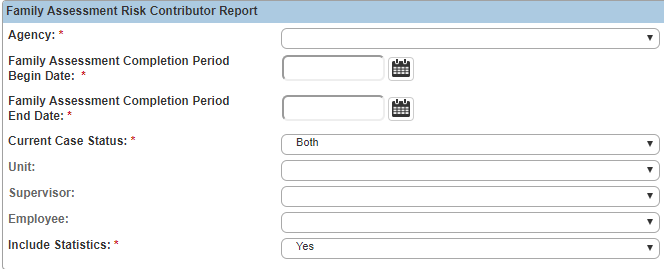 Family Assessment Risk Contributor Report
Agency: *
Family Assessment Completion Period
Begin Date: *
Family Assessment Completion Period
End Date: *
Current Case Status: * Both
Unit:
Supervisor:
Employee:
Include Statistics: * Yes